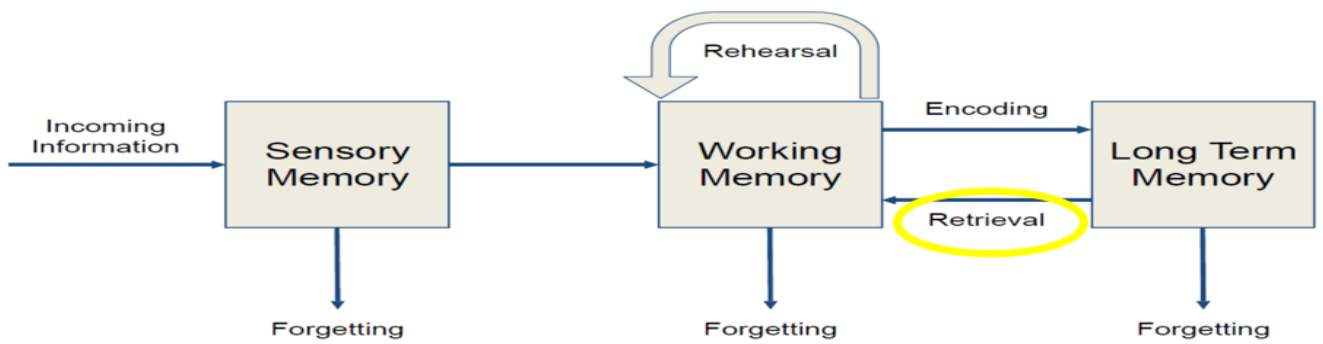 Rehearsal
Incoming
Information
Sensory
Memory
Working
Memory
Encoding
Long Term
Memory
Retrieval
Forgetting
Forgetting
Forgetting